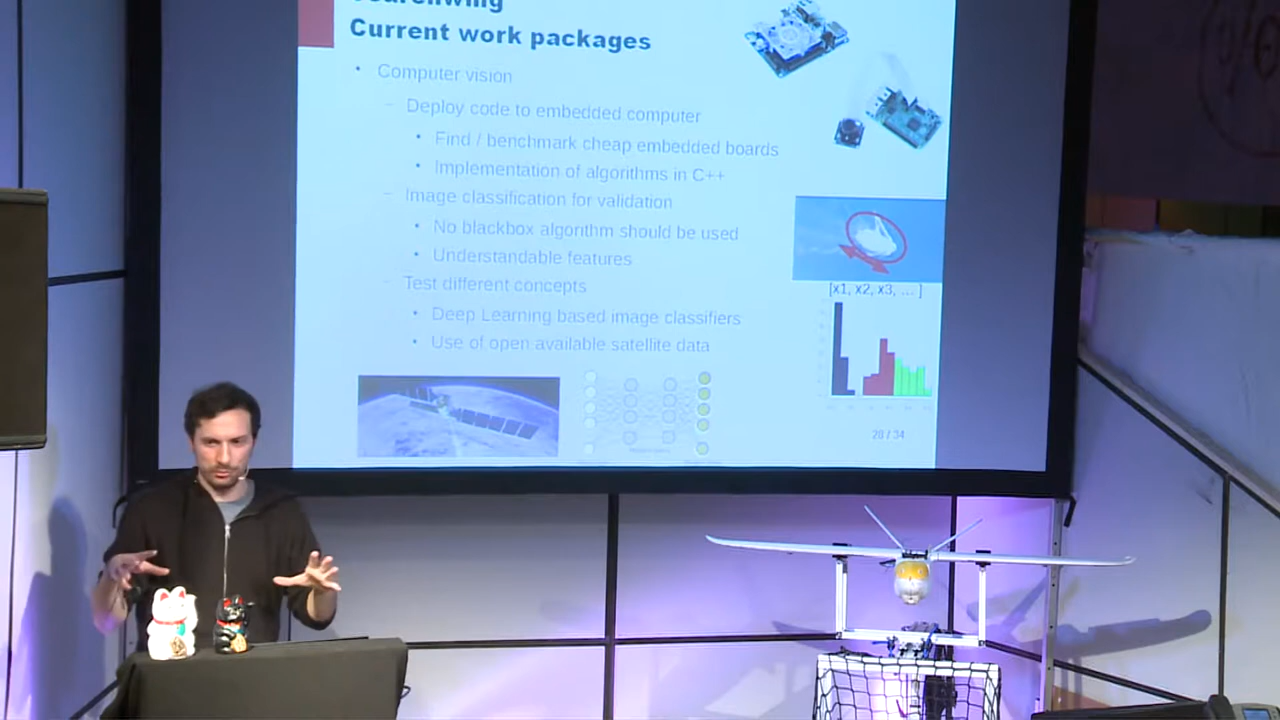 Searchwing
Current work packages
• Computer vision
– Deploy code to embedded computer
• Find / benchmark cheap embedded boards
• Implementation of algorithms in C++
– Image classification for validation
• No blackbox algorithm should be used
• Understandable features
– Test different concepts
• Deep Learning based image classifiers
• Use of open available satellite data
[x1, x2, x3, ... ]
28 / 34